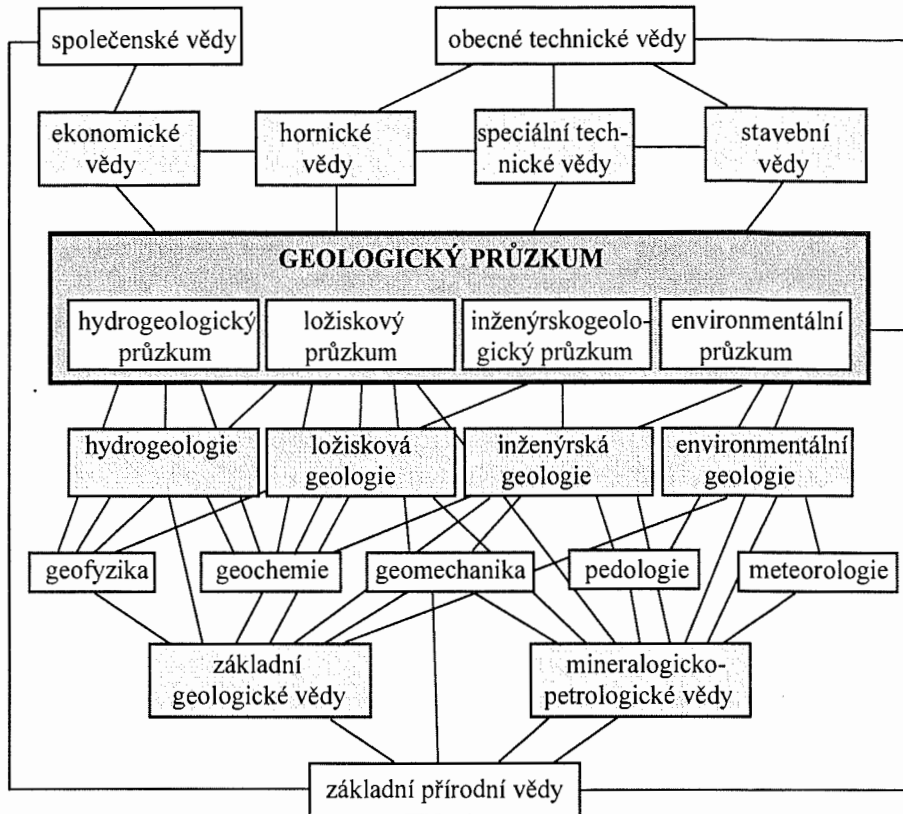 společenské vědy
obecné technické vědy
ekonomické
vědy
hornické
vědy
speciální tech-
nické vědy
stavební
vědy
GEOLOGICKÝ PRŮZKUM
hydrogeologický
průzkum
ložiskový
průzkum
inženýrskogeolo-
gický průzkum
environmentální
průzkum
hydrogeologie
ložisková
geologie
inženýrská
geologie
environmentální
geologie
geofyzika
geochemie
geomechanika
pedologie
meteorologie
základní
geologické vědy
mineralogicko-
petrologické vědy
základní přírodní vědy